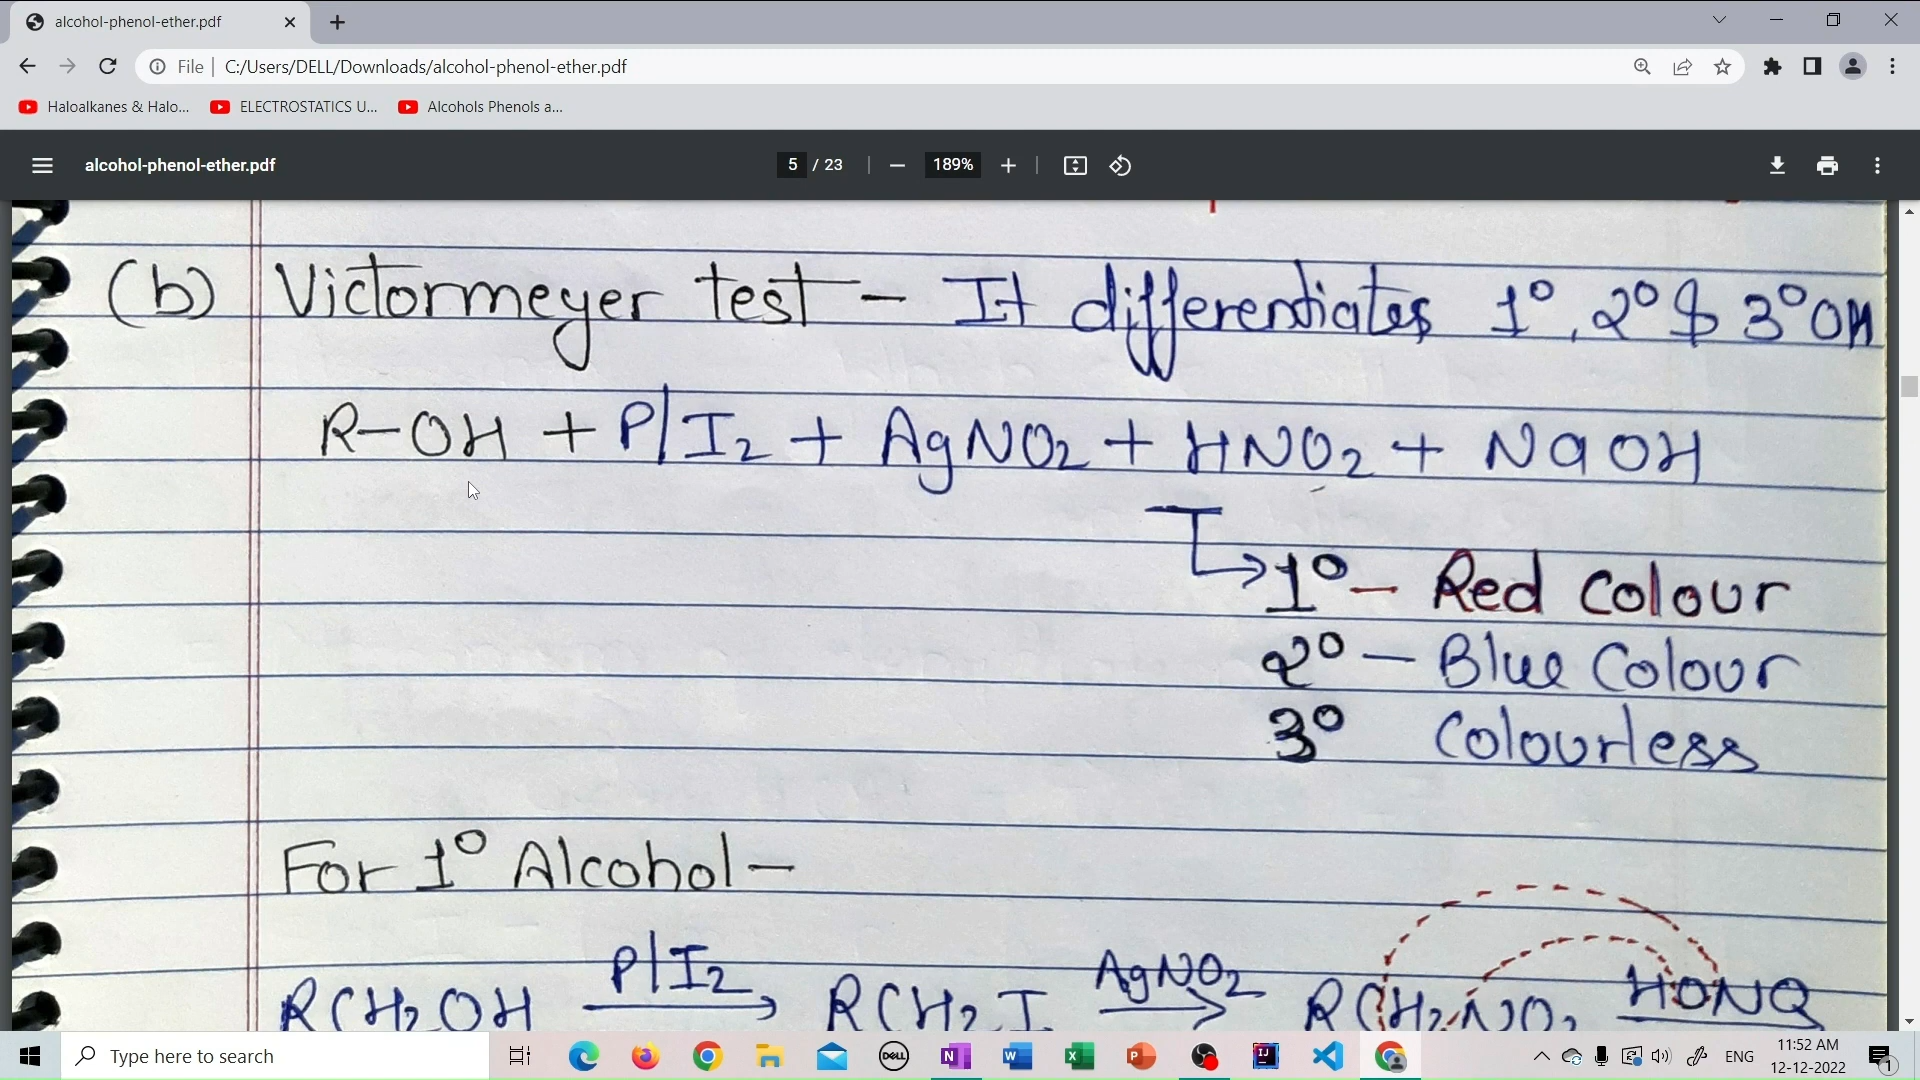 alcohol-phenol-ether.pdf
File C:/Users/DELL/Downloads/alcohol-phenol-ether.pdf
Haloalkanes & Halo... ELECTROSTATICS U... Alcohols Phenols a...
alcohol-phenol-ether.pdf 5 / 23 189%
(b) Victormeyer test - It differentiates 1°, 2° & 3° OH
R-OH + P/I₂ + AgNO₂ + HNO₂ + NaOH
1° - Red Colour
2° - Blue Colour
3° Colourless
For 1° Alcohol -
P/I₂ AgNO₂ HONO
RCH₂OH RCH₂I RCH₂NO₂
Type here to search ENG 11:52 AM
12-12-2022 1